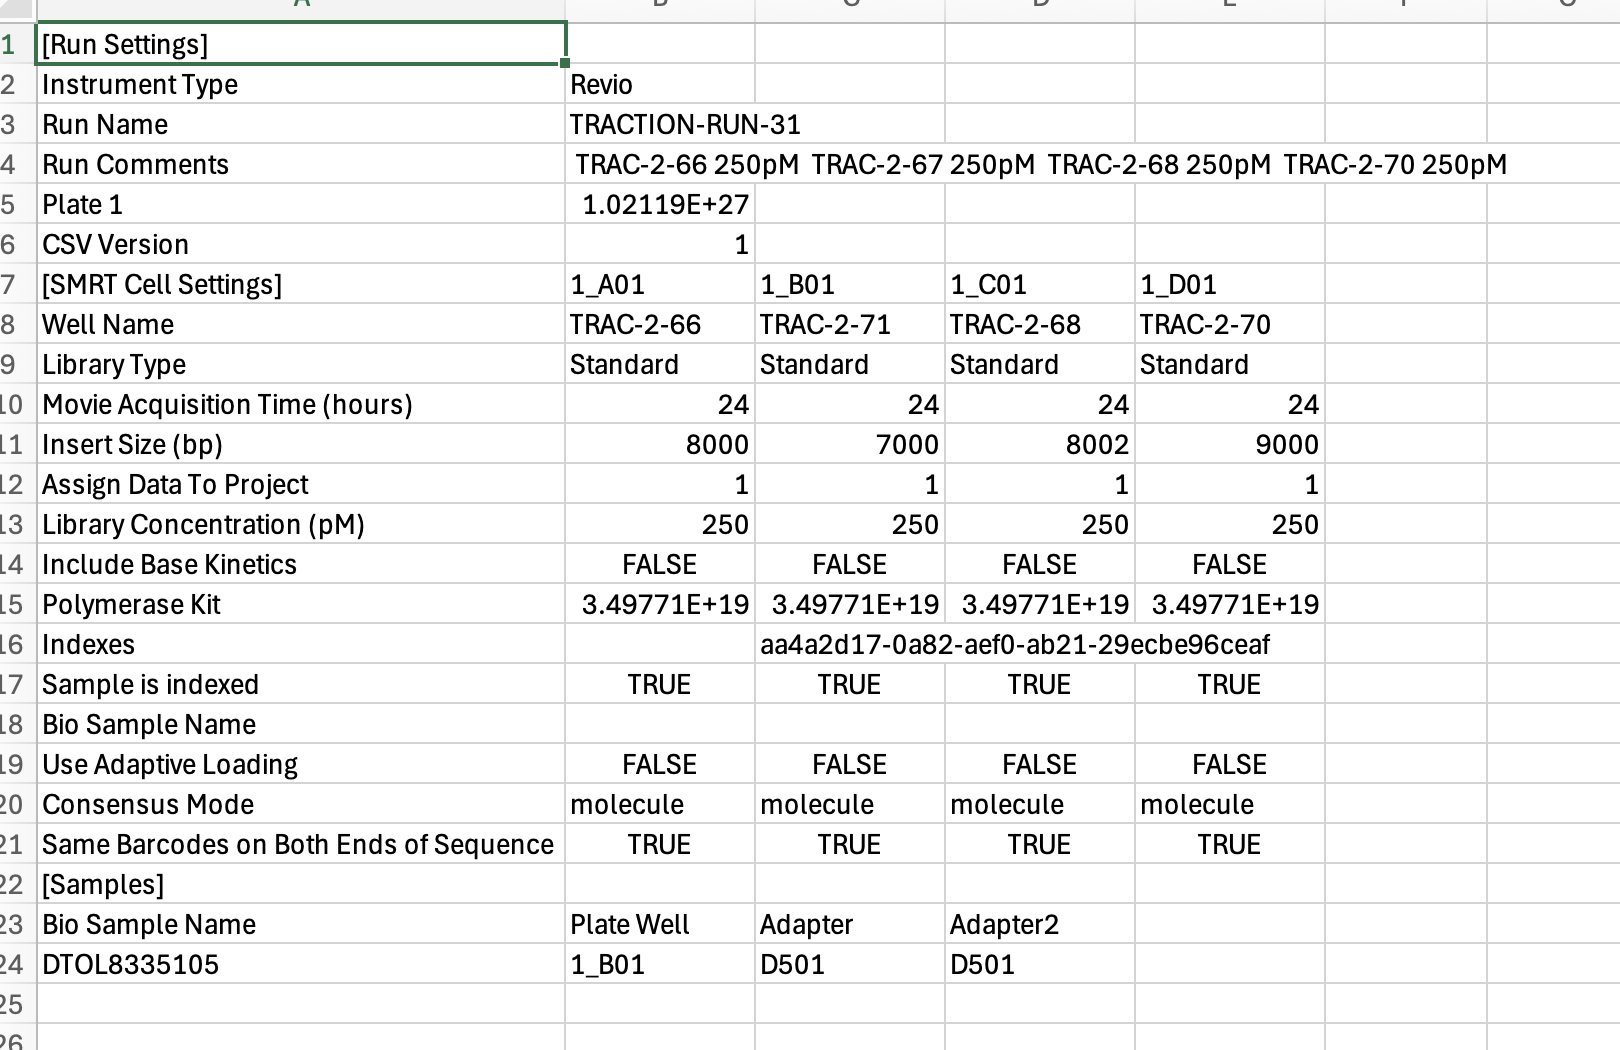 A B C D E F G
1 [Run Settings]
2 Instrument Type Revio
3 Run Name TRACTION-RUN-31
4 Run Comments TRAC-2-66 250pM TRAC-2-67 250pM TRAC-2-68 250pM TRAC-2-70 250pM
5 Plate 1 1.02119E+27
6 CSV Version 1
7 [SMRT Cell Settings] 1_A01 1_B01 1_C01 1_D01
8 Well Name TRAC-2-66 TRAC-2-71 TRAC-2-68 TRAC-2-70
9 Library Type Standard Standard Standard Standard
10 Movie Acquisition Time (hours) 24 24 24 24
11 Insert Size (bp) 8000 7000 8002 9000
12 Assign Data To Project 1 1 1 1
13 Library Concentration (pM) 250 250 250 250
14 Include Base Kinetics FALSE FALSE FALSE FALSE
15 Polymerase Kit 3.49771E+19 3.49771E+19 3.49771E+19 3.49771E+19
16 Indexes aa4a2d17-0a82-aef0-ab21-29ecbe96ceaf
17 Sample is indexed TRUE TRUE TRUE TRUE
18 Bio Sample Name
19 Use Adaptive Loading FALSE FALSE FALSE FALSE
20 Consensus Mode molecule molecule molecule molecule
21 Same Barcodes on Both Ends of Sequence TRUE TRUE TRUE TRUE
22 [Samples]
23 Bio Sample Name Plate Well Adapter Adapter2
24 DTOL8335105 1_B01 D501 D501
25
26